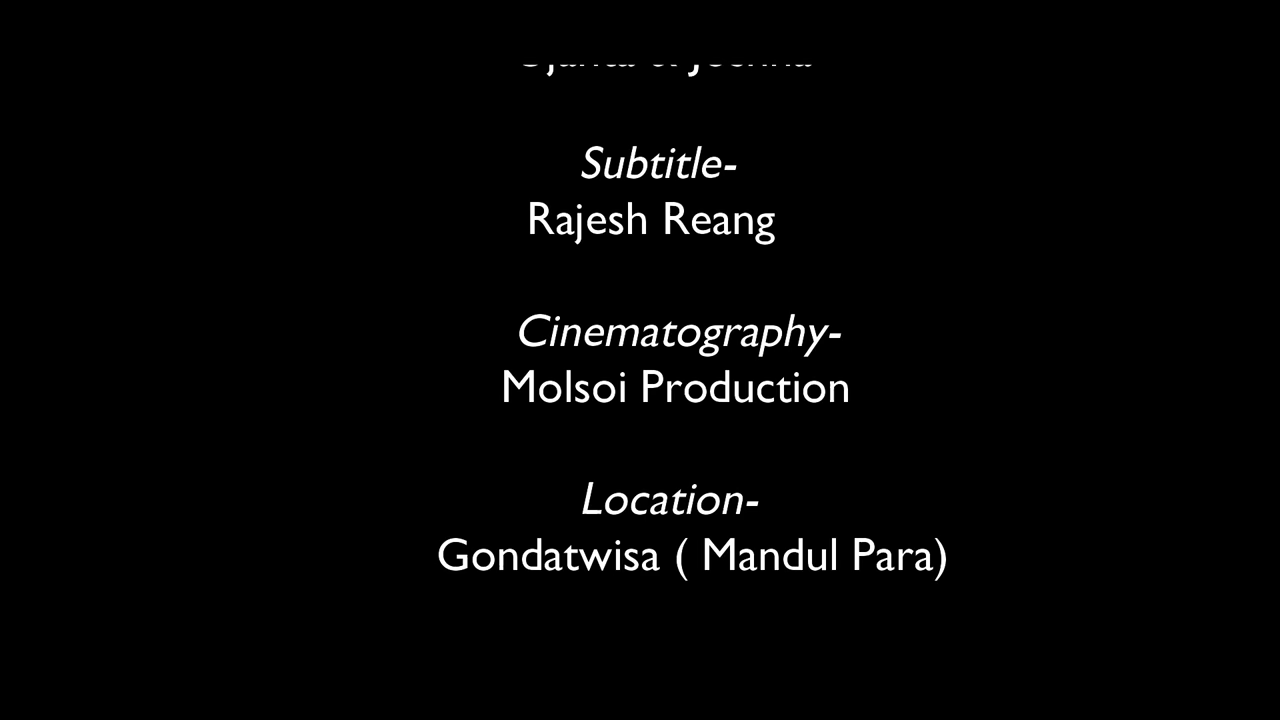 Subtitle-
Rajesh Reang
Cinematography-
Molsoi Production
Location-
Gondatwisa ( Mandul Para)